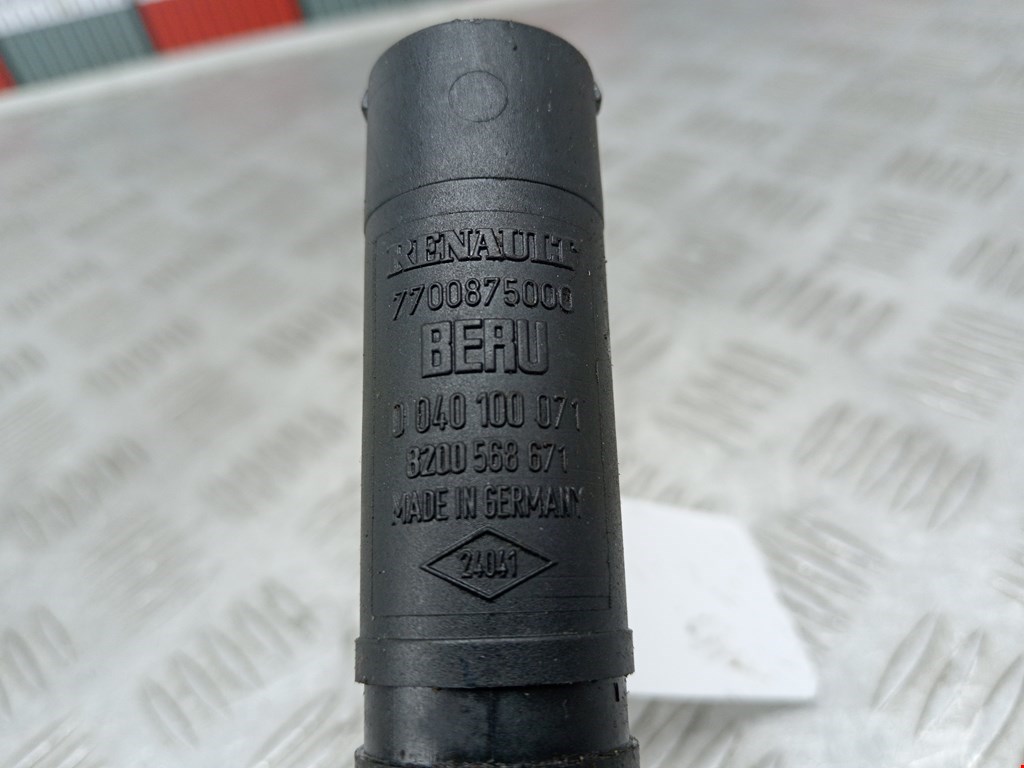 RENAULT
7700875000
BERU
0 040 100 071
8200 568 671
MADE IN GERMANY
24041